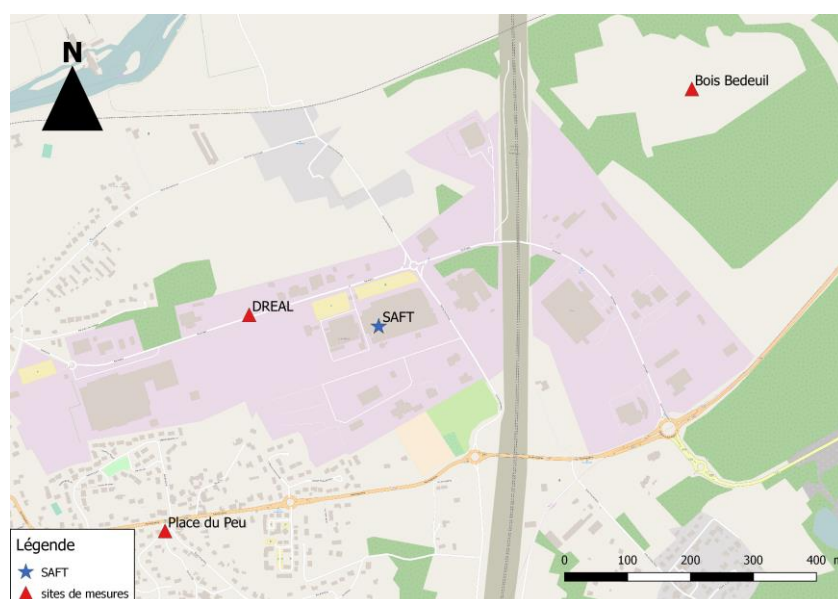 N
Bois Bedeuil
DREAL
SAFT
Place du Peu
Légende
SAFT
sites de mesures
0 100 200 300 400 m